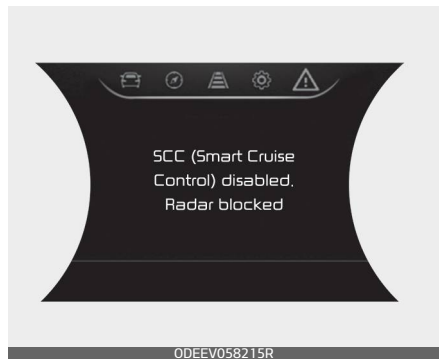 SCC (Smart Cruise
Control) disabled.
Radar blocked
ODEEV058215R